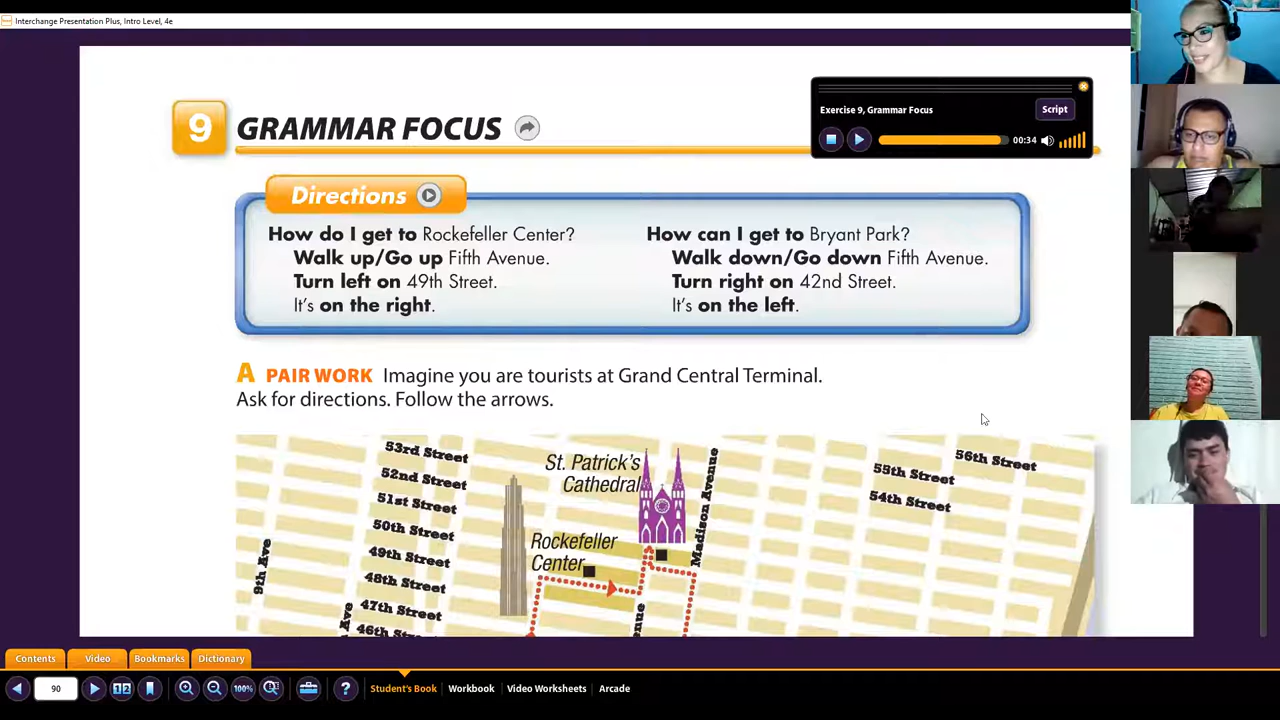 Interchange Presentation Plus, Intro Level, 4e
9 GRAMMAR FOCUS
Exercise 9, Grammar Focus
Script
00:34
Directions
How do I get to Rockefeller Center?
Walk up/Go up Fifth Avenue.
Turn left on 49th Street.
It's on the right.
How can I get to Bryant Park?
Walk down/Go down Fifth Avenue.
Turn right on 42nd Street.
It's on the left.
A PAIR WORK Imagine you are tourists at Grand Central Terminal.
Ask for directions. Follow the arrows.
53rd Street
52nd Street
51st Street
50th Street
49th Street
48th Street
47th Street
9th Ave
Ave
St. Patrick's
Cathedral
Rockefeller
Center
Madison Avenue
56th Street
55th Street
54th Street
Contents
Video
Bookmarks
Dictionary
90
1 2
100%
?
Student's Book
Workbook
Video Worksheets
Arcade